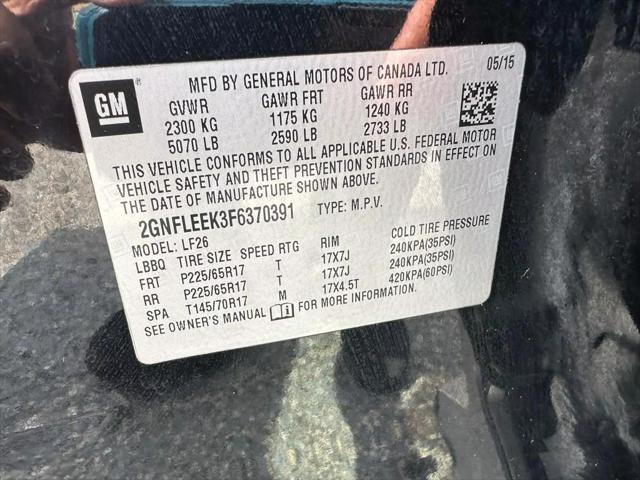 MFD BY GENERAL MOTORS OF CANADA LTD. 05/15
GM
GVWR GAWR FRT GAWR RR
2300 KG 1175 KG 1240 KG
5070 LB 2590 LB 2733 LB
THIS VEHICLE CONFORMS TO ALL APPLICABLE U.S. FEDERAL MOTOR
VEHICLE SAFETY AND THEFT PREVENTION STANDARDS IN EFFECT ON
THE DATE OF MANUFACTURE SHOWN ABOVE.
2GNFLEEK3F6370391 TYPE: M.P.V.
MODEL: LF26
LBBQ TIRE SIZE SPEED RTG RIM COLD TIRE PRESSURE
FRT P225/65R17 T 17X7J 240KPA(35PSI)
RR P225/65R17 T 17X7J 240KPA(35PSI)
SPA T145/70R17 M 17X4.5T 420KPA(60PSI)
SEE OWNER'S MANUAL FOR MORE INFORMATION.